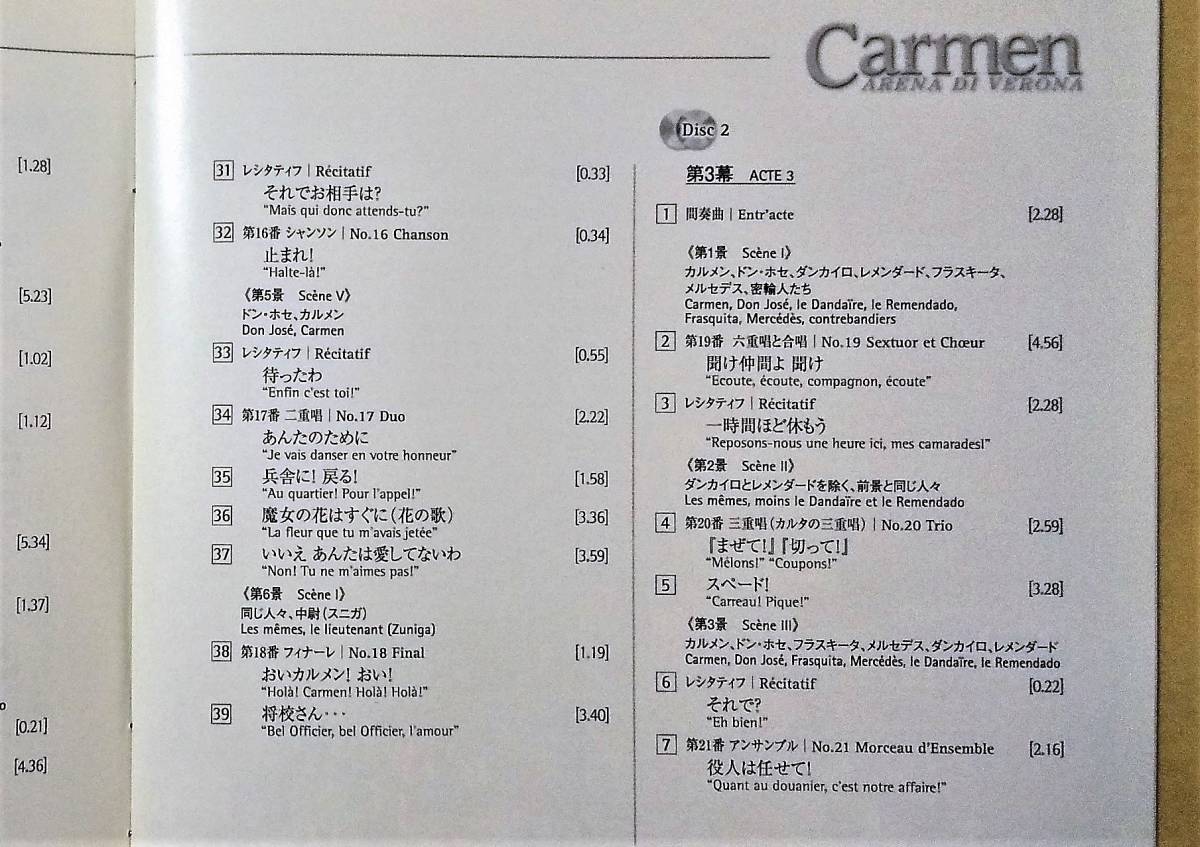 Carmen
ARENA DI VERONA
[1.28]
[5.23]
[1.02]
[1.12]
[5.34]
[1.37]
[0.21]
[4.36]
31 レシタティフ | Récitatif [0.33]
それでお相手は?
"Mais qui donc attends-tu?"
32 第16番 シャンソン | No.16 Chanson [0.34]
止まれ!
"Halte-là!"
《第5景 Scène V》
ドン・ホセ、カルメン
Don José, Carmen
33 レシタティフ | Récitatif [0.55]
待ったわ
"Enfin c'est toi!"
34 第17番 二重唱 | No.17 Duo [2.22]
あんたのために
"Je vais danser en votre honneur"
35 兵舎に! 戻る! [1.58]
"Au quartier! Pour l'appel!"
36 魔女の花はすぐに(花の歌) [3.36]
"La fleur que tu m'avais jetée"
37 いいえ あんたは愛してないわ [3.59]
"Non! Tu ne m'aimes pas!"
《第6景 Scène I》
同じ人々、中尉(スニガ)
Les mêmes, le lieutenant (Zuniga)
38 第18番 フィナーレ | No.18 Final [1.19]
おいカルメン! おい!
"Holà! Carmen! Holà! Holà!"
39 将校さん・・・ [3.40]
"Bel Officier, bel Officier, l'amour"
Disc 2
第3幕 ACTE 3
1 間奏曲 | Entr'acte [2.28]
《第1景 Scène I》
カルメン、ドン・ホセ、ダンカイロ、レメンダード、フラスキータ、
メルセデス、密輸人たち
Carmen, Don José, le Dandaïre, le Remendado,
Frasquita, Mercédès, contrebandiers
2 第19番 六重唱と合唱 | No.19 Sextuor et Chœur [4.56]
聞け仲間よ 聞け
"Ecoute, écoute, compagnon, écoute"
3 レシタティフ | Récitatif [2.28]
一時間ほど休もう
"Reposons-nous une heure ici, mes camarades!"
《第2景 Scène II》
ダンカイロとレメンダードを除く、前景と同じ人々
Les mêmes, moins le Dandaïre et le Remendado
4 第20番 三重唱(カルタの三重唱) | No.20 Trio [2.59]
『まぜて!』『切って!』
"Mêlons!" "Coupons!"
5 スペード! [3.28]
"Carreau! Pique!"
《第3景 Scène III》
カルメン、ドン・ホセ、フラスキータ、メルセデス、ダンカイロ、レメンダード
Carmen, Don José, Frasquita, Mercédès, le Dandaïre, le Remendado
6 レシタティフ | Récitatif [0.22]
それで?
"Eh bien!"
7 第21番 アンサンブル | No.21 Morceau d'Ensemble [2.16]
役人は任せて!
"Quant au douanier, c'est notre affaire!"